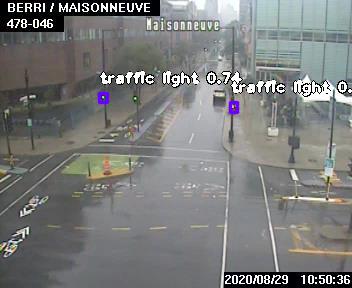 BERRI / MAISONNEUVE
478-046
Maisonneuve
traffic light 0.74
traffic light 0.
2020/08/29 10:50:36